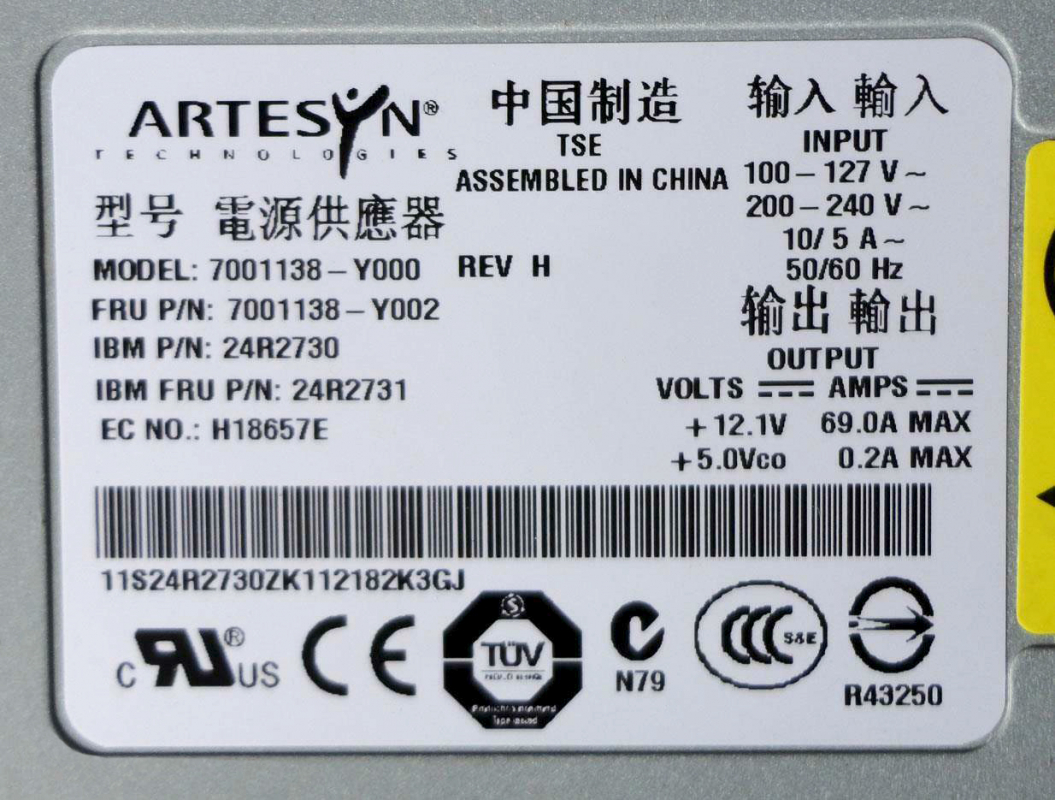 ARTESYN®
TECHNOLOGIES
中国制造
TSE
ASSEMBLED IN CHINA
输入 輸入
INPUT
100–127 V~
200–240 V~
10/ 5 A~
50/60 Hz
型号 電源供應器
MODEL: 7001138–Y000 REV H
FRU P/N: 7001138–Y002
IBM P/N: 24R2730
IBM FRU P/N: 24R2731
EC NO.: H18657E
输出 輸出
OUTPUT
VOLTS AMPS
+12.1V 69.0A MAX
+5.0Vco 0.2A MAX
11S24R2730ZK112182K3GJ
C RU® US
CE
S
TÜV
Type
N79
CCC S&E
R43250